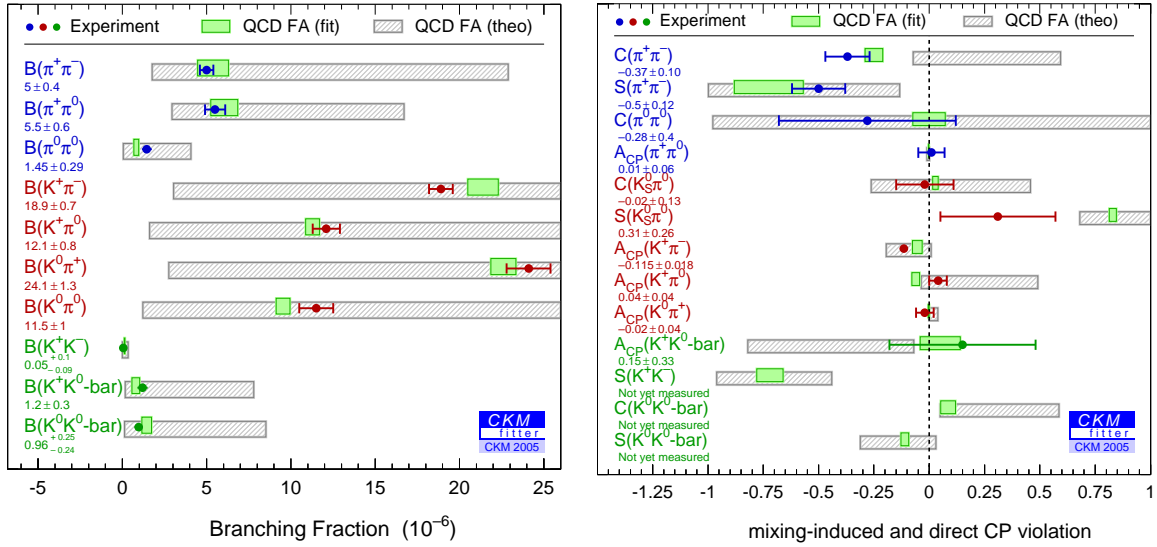 Experiment QCD FA (fit) QCD FA (theo)
B(π⁺π⁻)
5 ± 0.4
B(π⁺π⁰)
5.5 ± 0.6
B(π⁰π⁰)
1.45 ± 0.29
B(K⁺π⁻)
18.9 ± 0.7
B(K⁺π⁰)
12.1 ± 0.8
B(K⁰π⁺)
24.1 ± 1.3
B(K⁰π⁰)
11.5 ± 1
B(K⁺K⁻)
0.05 +0.1 −0.09
B(K⁺K⁰-bar)
1.2 ± 0.3
B(K⁰K⁰-bar)
0.96 +0.25 −0.24
CKM
fitter
CKM 2005
-5 0 5 10 15 20 25
Branching Fraction (10⁻⁶)
Experiment QCD FA (fit) QCD FA (theo)
C(π⁺π⁻)
−0.37 ± 0.10
S(π⁺π⁻)
−0.5 ± 0.12
C(π⁰π⁰)
−0.28 ± 0.4
A_CP(π⁺π⁰)
0.01 ± 0.06
C(K⁰_Sπ⁰)
−0.02 ± 0.13
S(K⁰_Sπ⁰)
0.31 ± 0.26
A_CP(K⁺π⁻)
−0.115 ± 0.018
A_CP(K⁺π⁰)
0.04 ± 0.04
A_CP(K⁰π⁺)
−0.02 ± 0.04
A_CP(K⁺K⁰-bar)
0.15 ± 0.33
S(K⁺K⁻)
Not yet measured
C(K⁰K⁰-bar)
Not yet measured
S(K⁰K⁰-bar)
Not yet measured
CKM
fitter
CKM 2005
-1.25 -1 -0.75 -0.5 -0.25 0 0.25 0.5 0.75 1
mixing-induced and direct CP violation